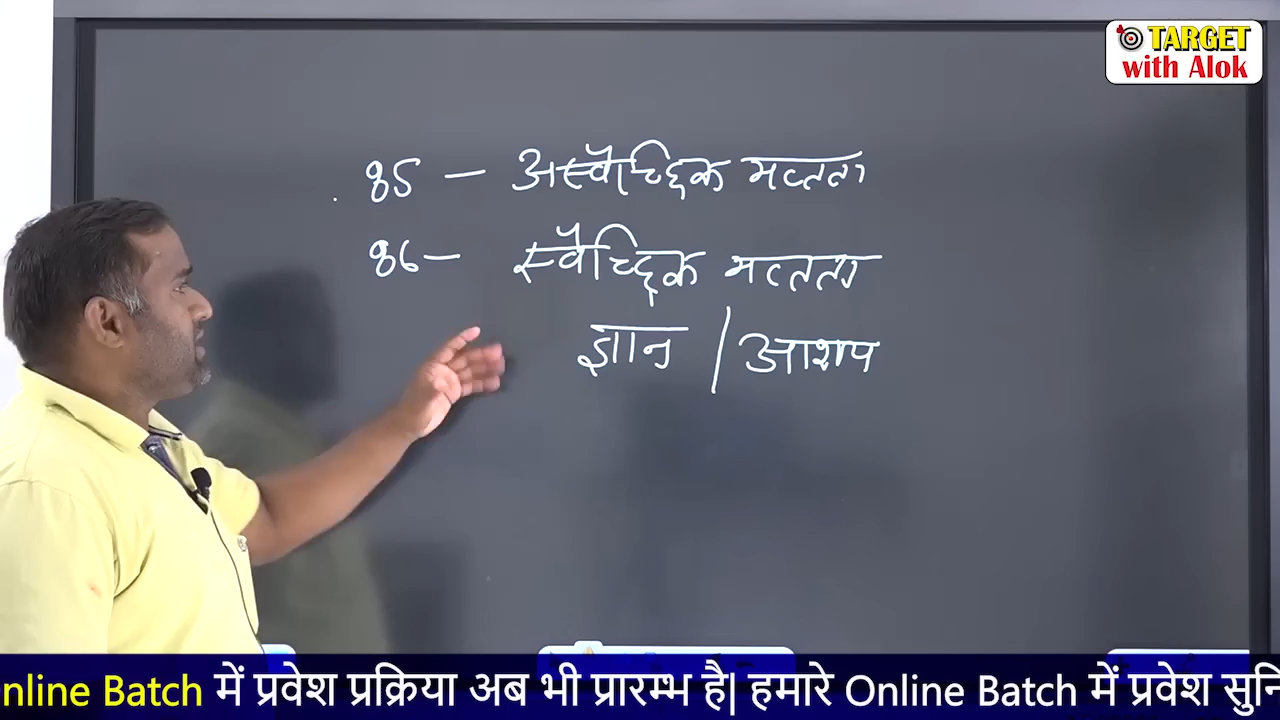 TARGET
with Alok
85 - अस्वैच्छिक मत्तता
86- स्वैच्छिक मत्तता
ज्ञान / आशय
nline Batch में प्रवेश प्रक्रिया अब भी प्रारम्भ है| हमारे Online Batch में प्रवेश सुनि